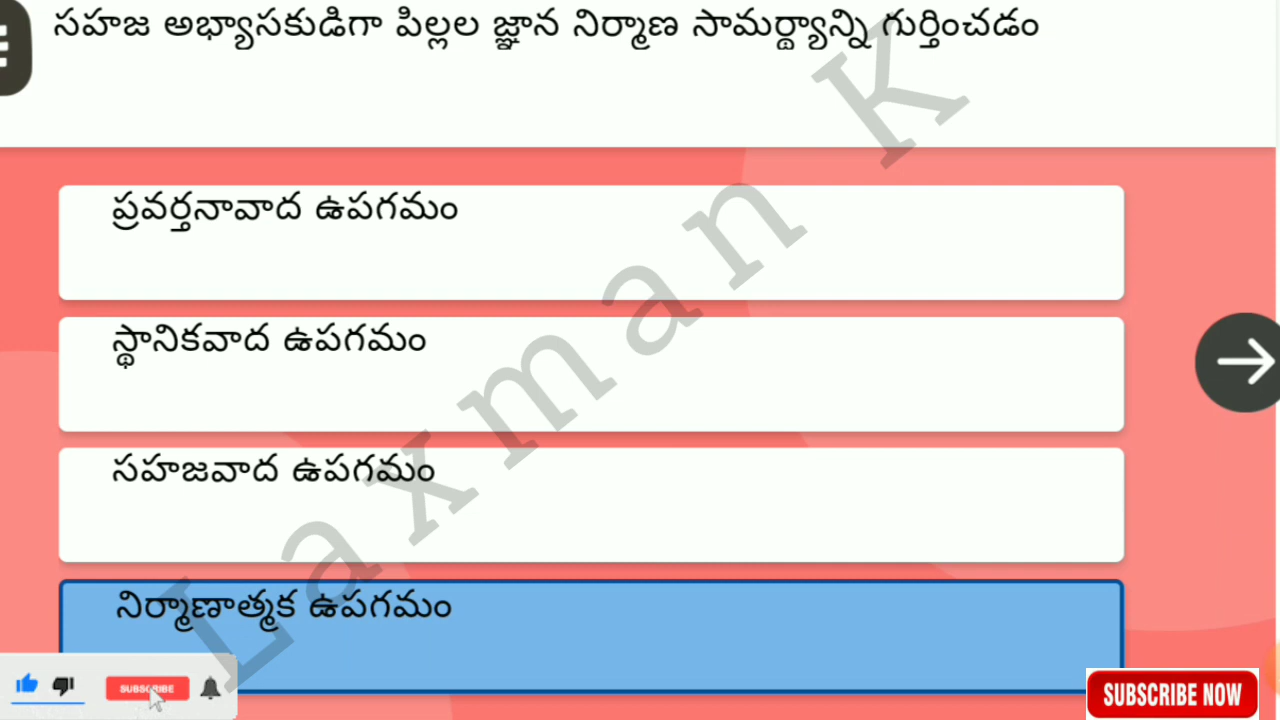 సహజ అభ్యాసకుడిగా పిల్లల జ్ఞాన నిర్మాణ సామర్థ్యాన్ని గుర్తించడం
ప్రవర్తనావాద ఉపగమం
స్థానికవాద ఉపగమం
సహజవాద ఉపగమం
నిర్మాణాత్మక ఉపగమం
Laxman K
SUBSCRIBE
SUBSCRIBE NOW